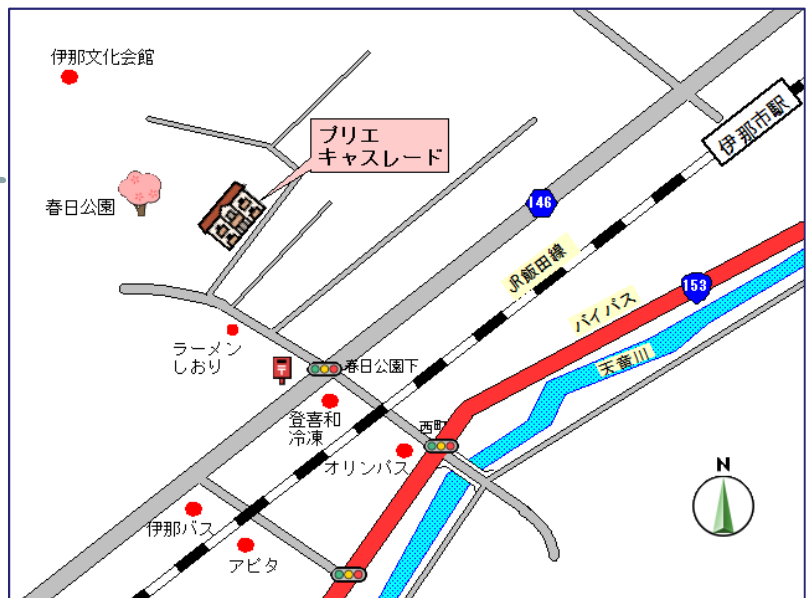 伊那文化会館
プリエ
キャスレード
伊那市駅
春日公園
146
JR飯田線
153
バイパス
天竜川
ラーメン
しおり
〒
春日公園下
登喜和
冷凍
西町
オリンパス
N
伊那バス
アピタ